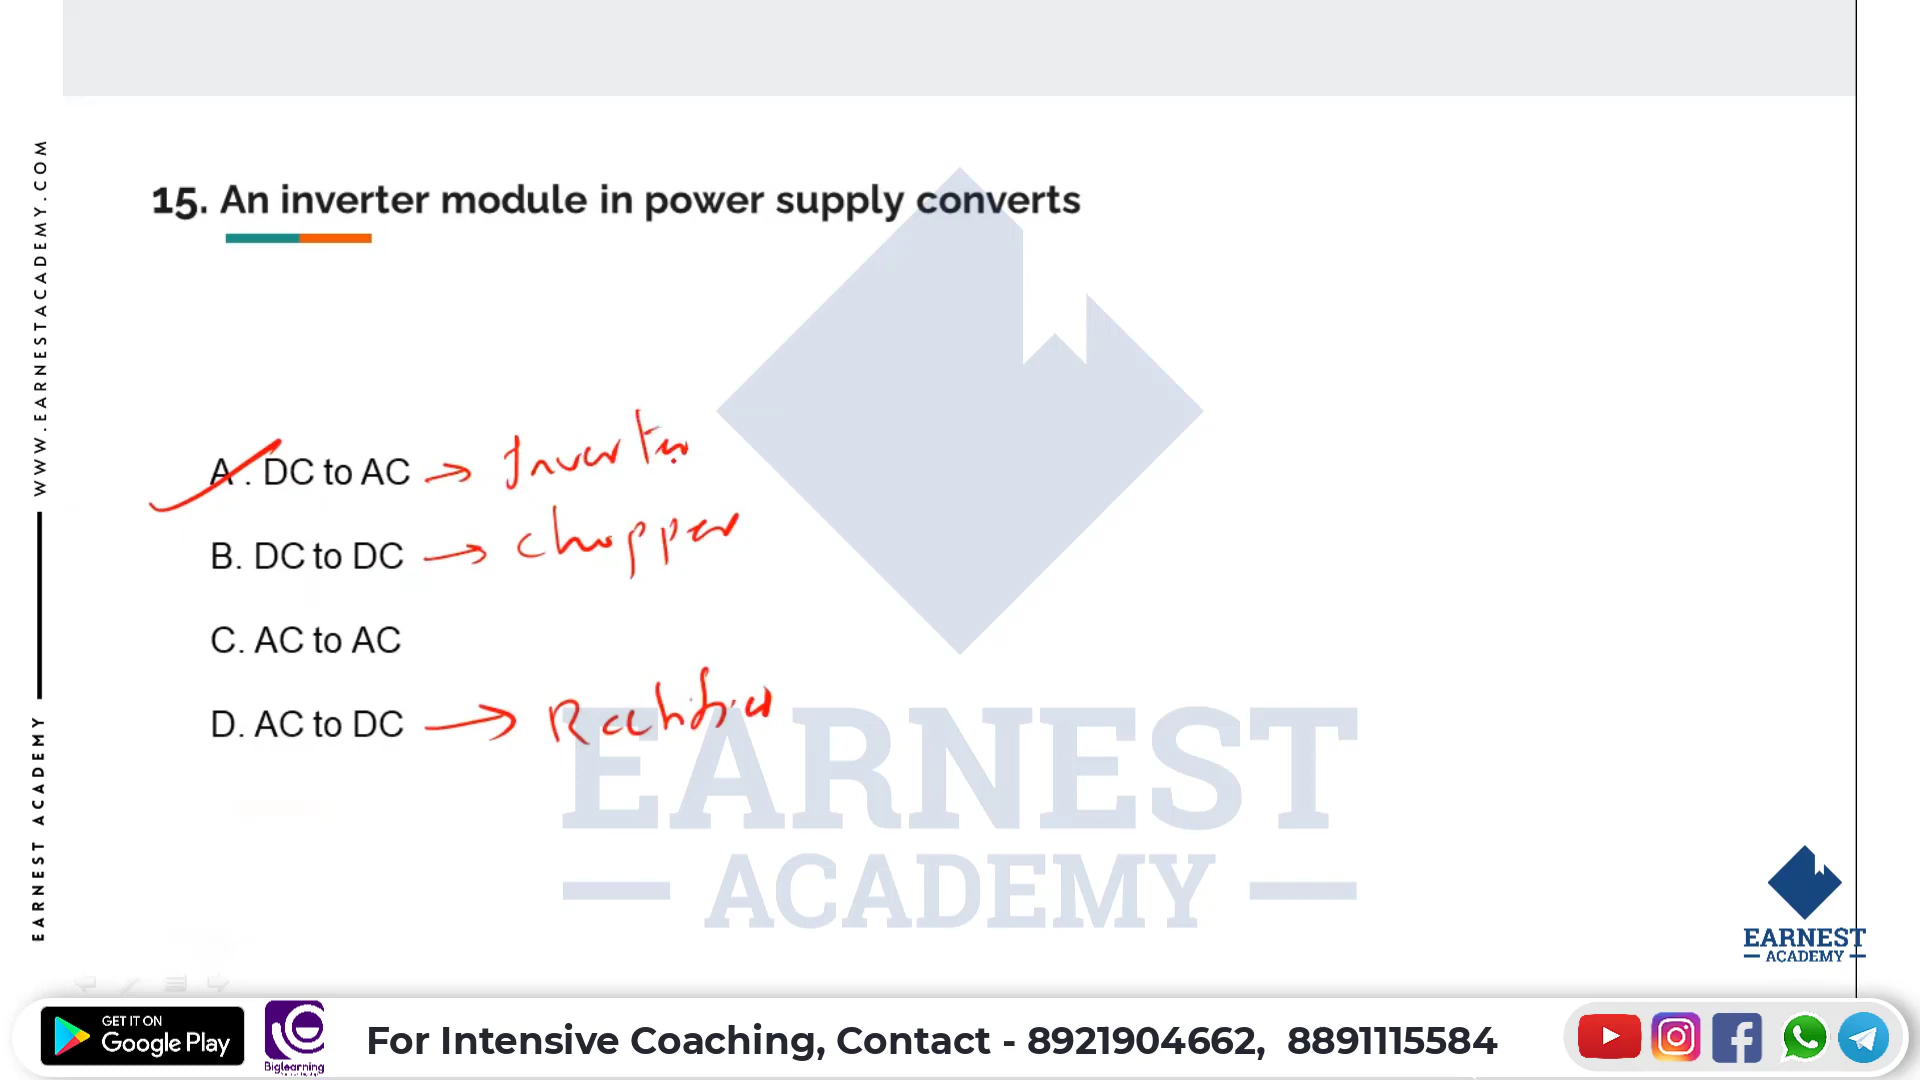 WWW.EARNESTACADEMY.COM
EARNEST ACADEMY
15. An inverter module in power supply converts
A . DC to AC → Inverter
B. DC to DC → Chopper
C. AC to AC
D. AC to DC → Rectifier
EARNEST
ACADEMY
EARNEST
ACADEMY
GET IT ON
Google Play
Biglearning
For Intensive Coaching, Contact - 8921904662, 8891115584